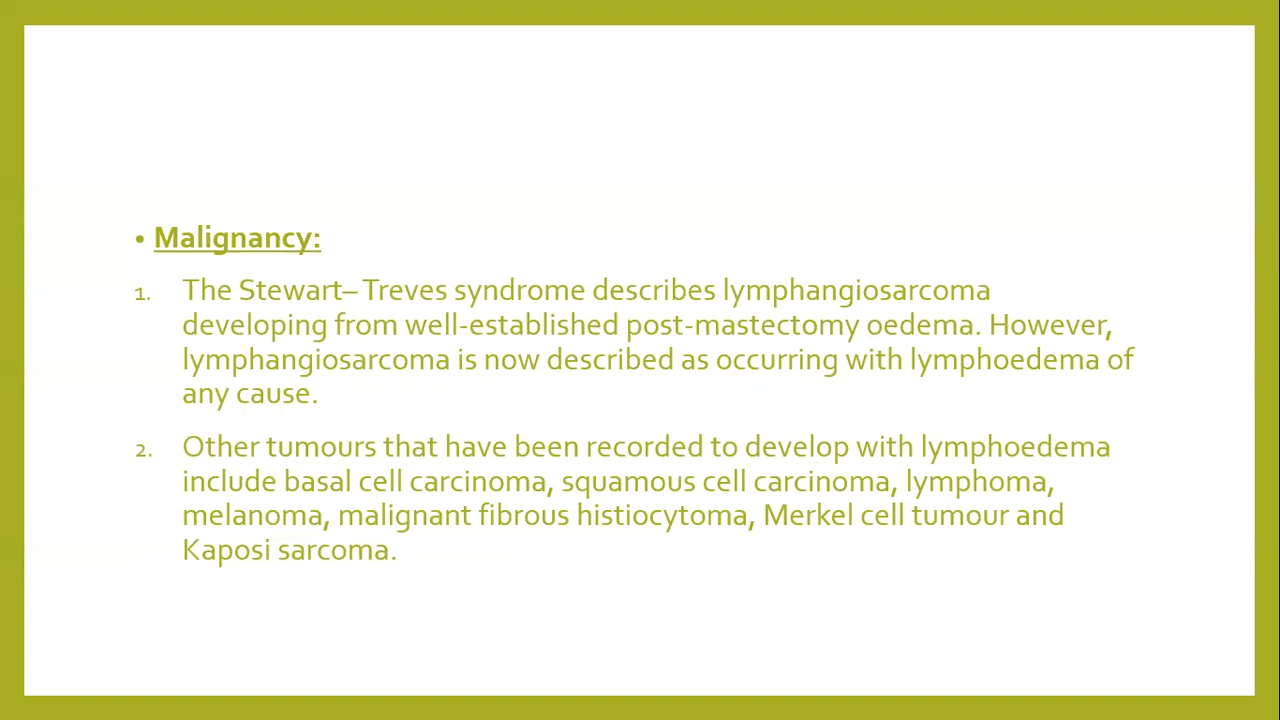 • Malignancy:
1. The Stewart– Treves syndrome describes lymphangiosarcoma
developing from well-established post-mastectomy oedema. However,
lymphangiosarcoma is now described as occurring with lymphoedema of
any cause.
2. Other tumours that have been recorded to develop with lymphoedema
include basal cell carcinoma, squamous cell carcinoma, lymphoma,
melanoma, malignant fibrous histiocytoma, Merkel cell tumour and
Kaposi sarcoma.